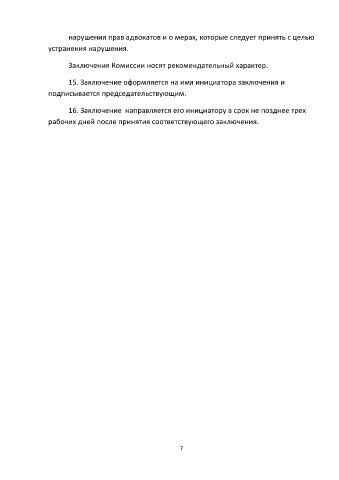 нарушения прав адвокатов и о мерах, которые следует принять с целью
устранения нарушения.
Заключения Комиссии носят рекомендательный характер.
15. Заключение оформляется на имя инициатора заключения и
подписывается председательствующим.
16. Заключение направляется его инициатору в срок не позднее трех
рабочих дней после принятия соответствующего заключения.
7